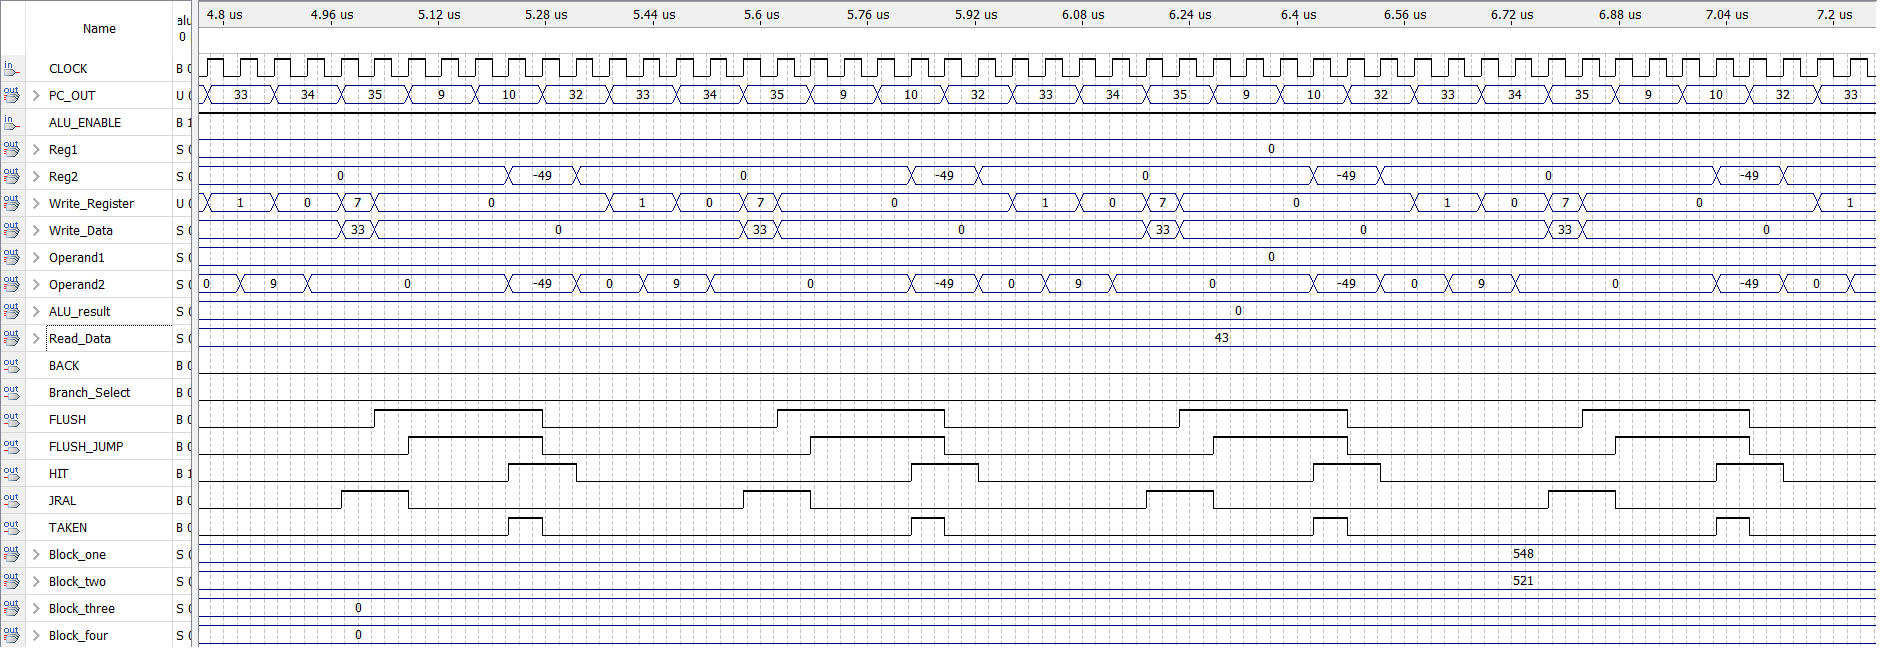 Name alu 0 4.8 us 4.96 us 5.12 us 5.28 us 5.44 us 5.6 us 5.76 us 5.92 us 6.08 us 6.24 us 6.4 us 6.56 us 6.72 us 6.88 us 7.04 us 7.2 us
in CLOCK B 0
out PC_OUT U 0 33 34 35 9 10 32 33 34 35 9 10 32 33 34 35 9 10 32 33 34 35 9 10 32 33
in ALU_ENABLE B 1
out Reg1 S 0 0
out Reg2 S 0 0 -49 0 -49 0 -49 0 -49
out Write_Register U 0 1 0 7 0 1 0 7 0 1 0 7 0 1 0 7 0 1
out Write_Data S 0 33 0 33 0 33 0 33 0
out Operand1 S 0 0
out Operand2 S 0 0 9 0 -49 0 9 0 -49 0 9 0 -49 0 9 0 -49 0
out ALU_result S 0 0
out Read_Data S 0 43
out BACK B 0
out Branch_Select B 0
out FLUSH B 0
out FLUSH_JUMP B 0
out HIT B 1
out JRAL B 0
out TAKEN B 0
out Block_one S 0 548
out Block_two S 0 521
out Block_three S 0 0
out Block_four S 0 0